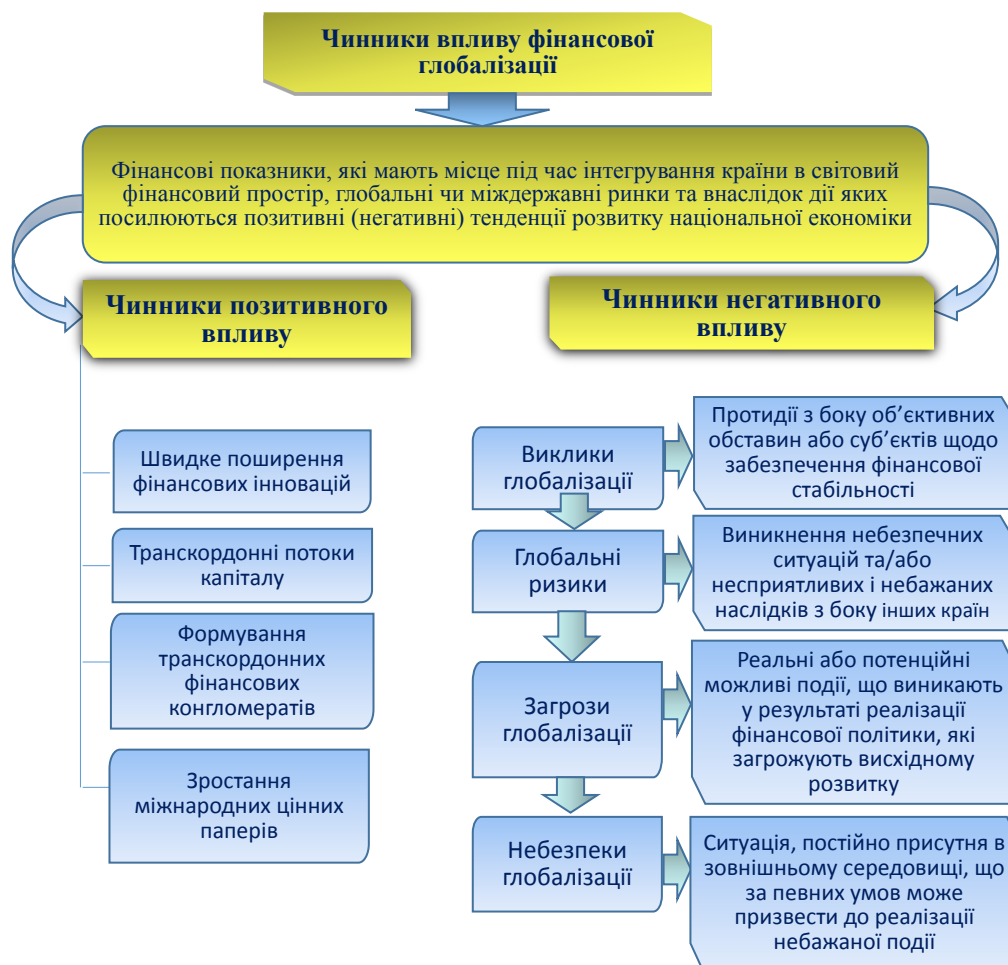 Чинники впливу фінансової
глобалізації
Фінансові показники, які мають місце під час інтегрування країни в світовий
фінансовий простір, глобальні чи міждержавні ринки та внаслідок дії яких
посилюються позитивні (негативні) тенденції розвитку національної економіки
Чинники позитивного
впливу
Швидке поширення
фінансових інновацій
Транскордонні потоки
капіталу
Формування
транскордонних
фінансових
конгломератів
Зростання
міжнародних цінних
паперів
Чинники негативного
впливу
Виклики
глобалізації
Протидії з боку об’єктивних
обставин або суб’єктів щодо
забезпечення фінансової
стабільності
Глобальні
ризики
Виникнення небезпечних
ситуацій та/або
несприятливих і небажаних
наслідків з боку інших країн
Загрози
глобалізації
Реальні або потенційні
можливі події, що виникають
у результаті реалізації
фінансової політики, які
загрожують висхідному
розвитку
Небезпеки
глобалізації
Ситуація, постійно присутня в
зовнішньому середовищі, що
за певних умов може
призвести до реалізації
небажаної події